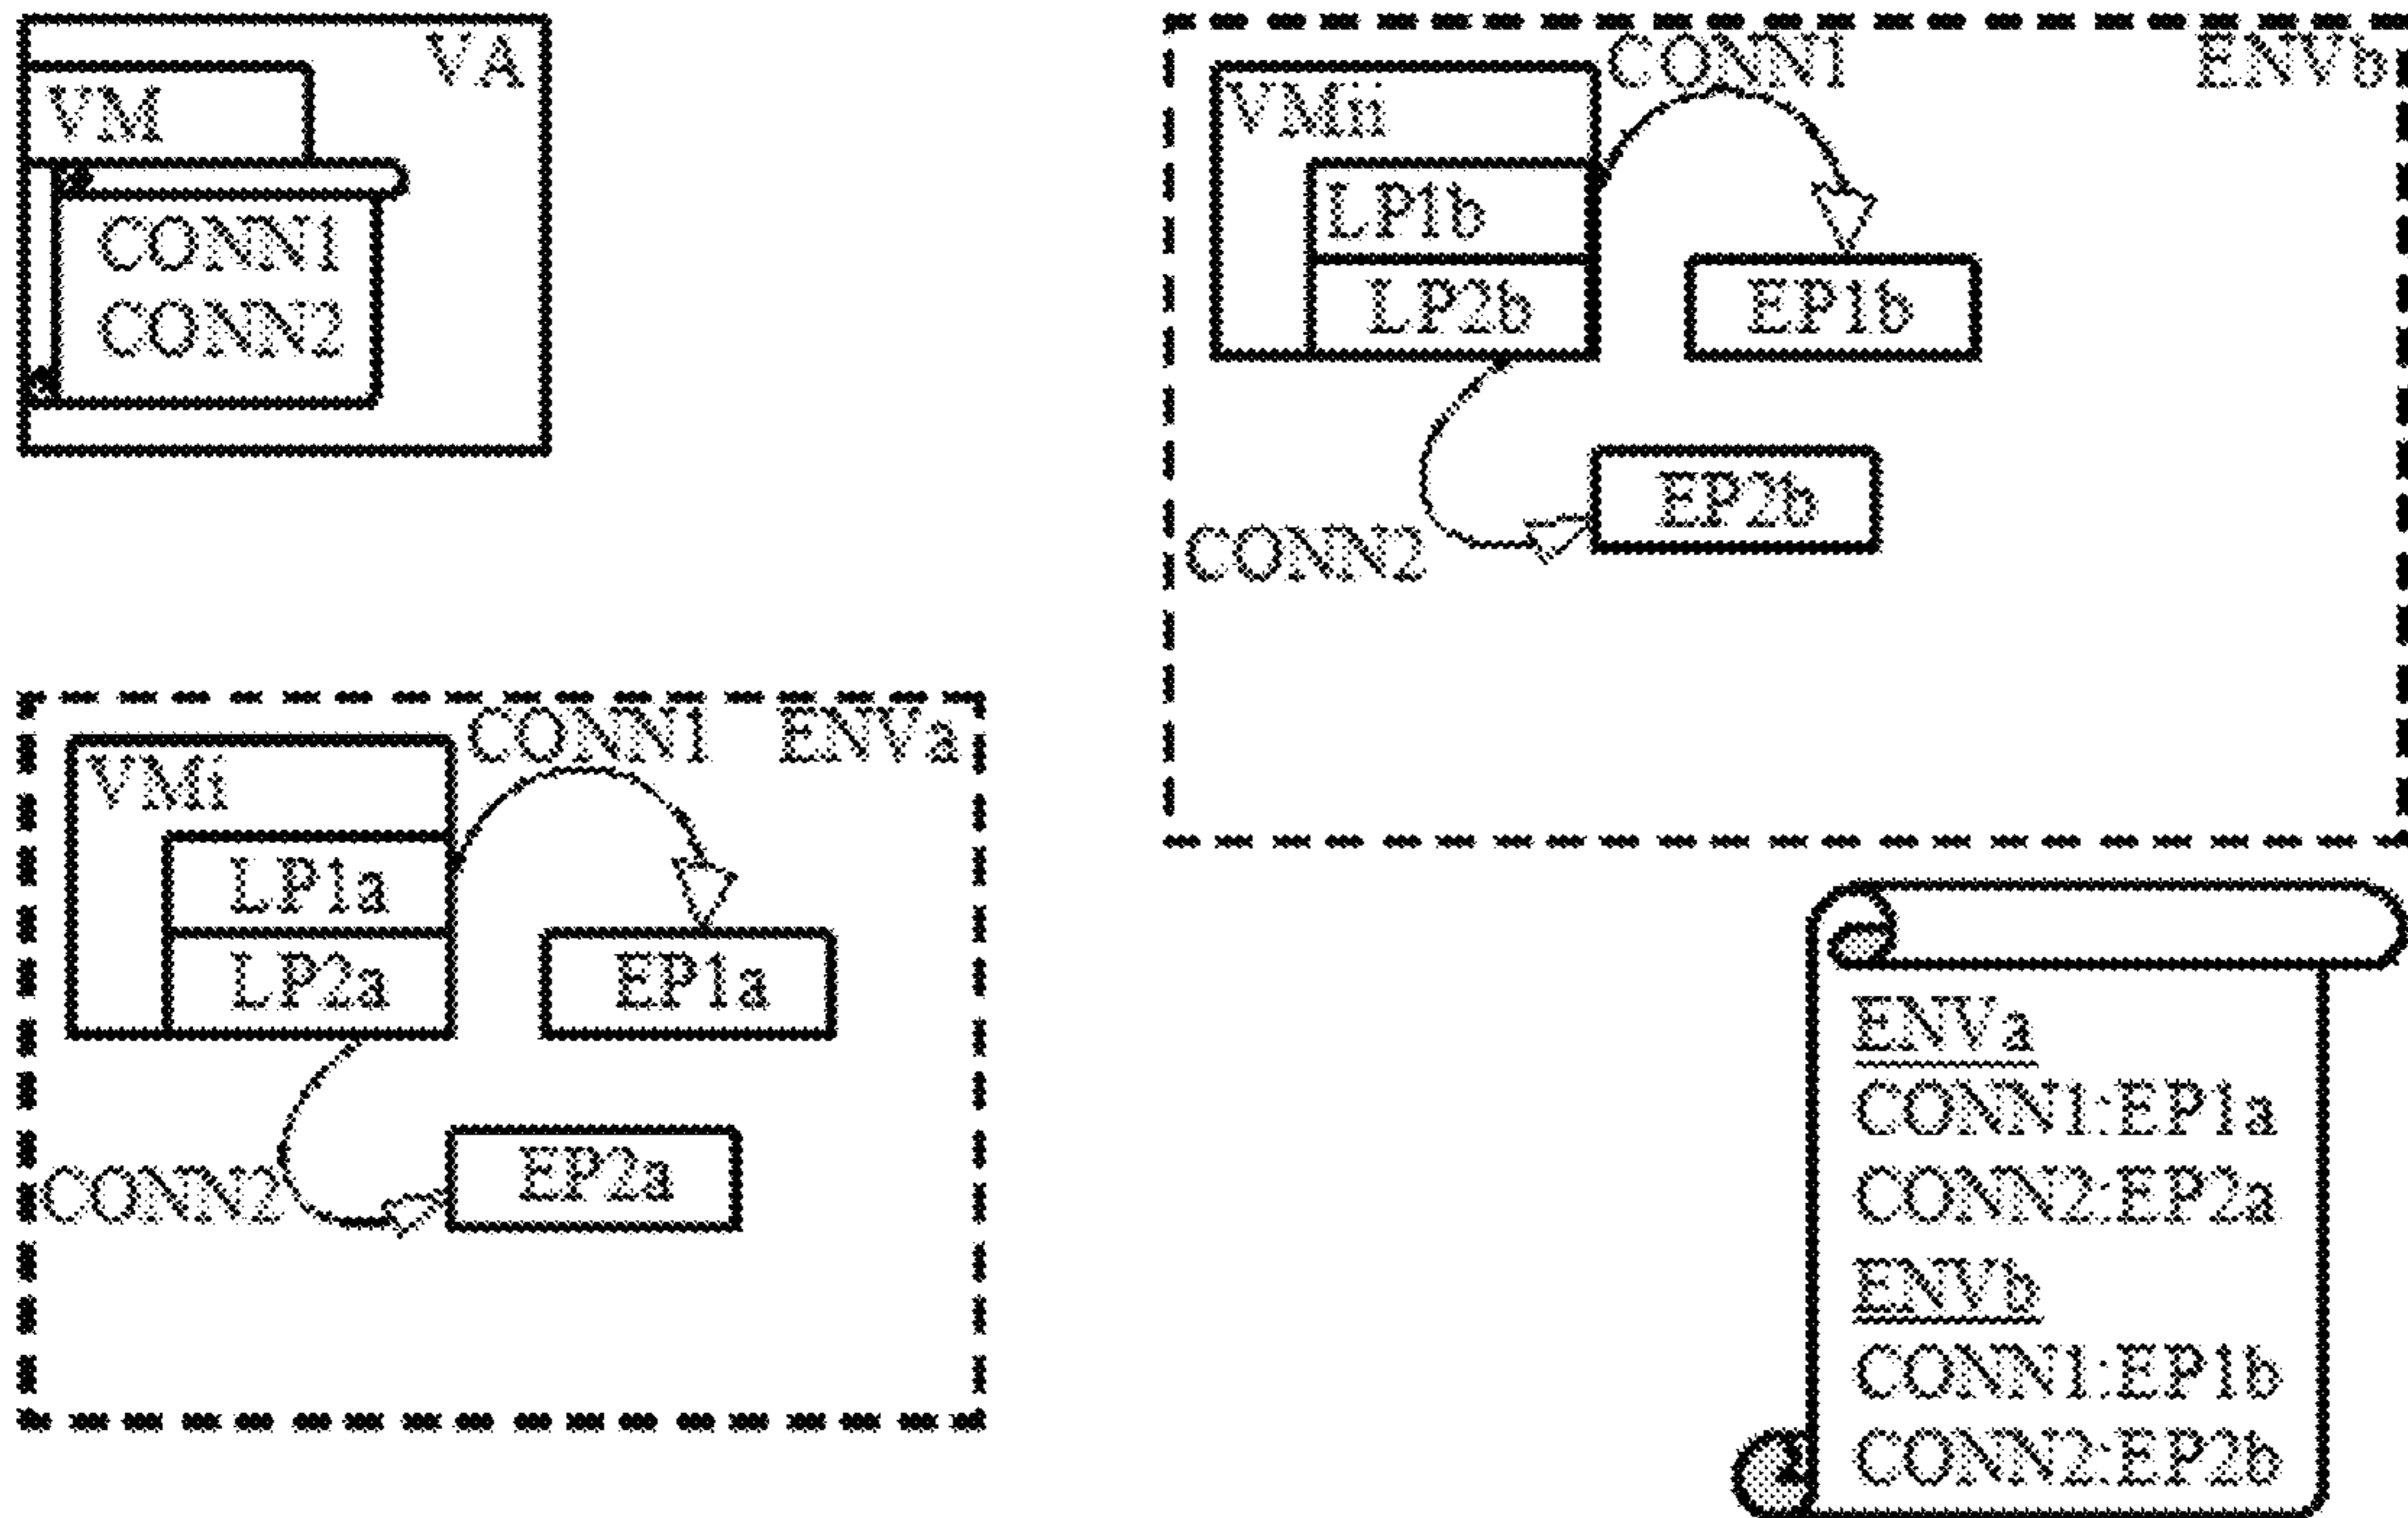 VA
VM
CONN1
CONN2
CONN1
ENVb
VMii
LP1b
LP2b
EP1b
EP2b
CONN2
CONN1
ENVa
VMi
LP1a
LP2a
EP1a
EP2a
CONN2
ENVa
CONN1:EP1a
CONN2:EP2a
ENVb
CONN1:EP1b
CONN2:EP2b